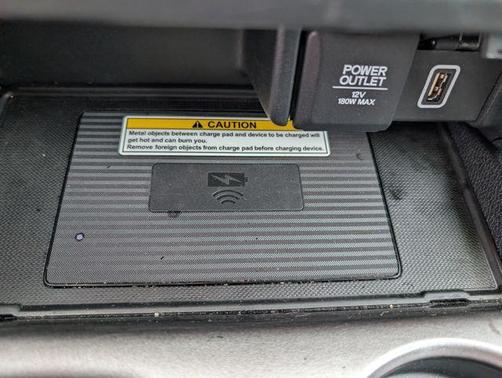 CAUTION
Metal objects between charge pad and device to be charged will
get hot and can burn you.
Remove foreign objects from charge pad before charging device.
POWER
OUTLET
12V
180W MAX